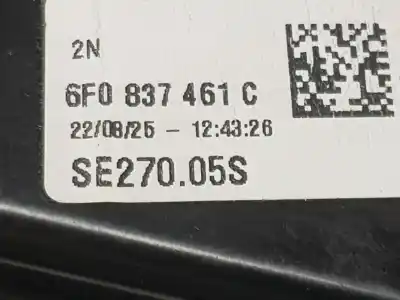 2N
6F0 837 461 C
22/08/25 - 12:43:26
SE270.05S